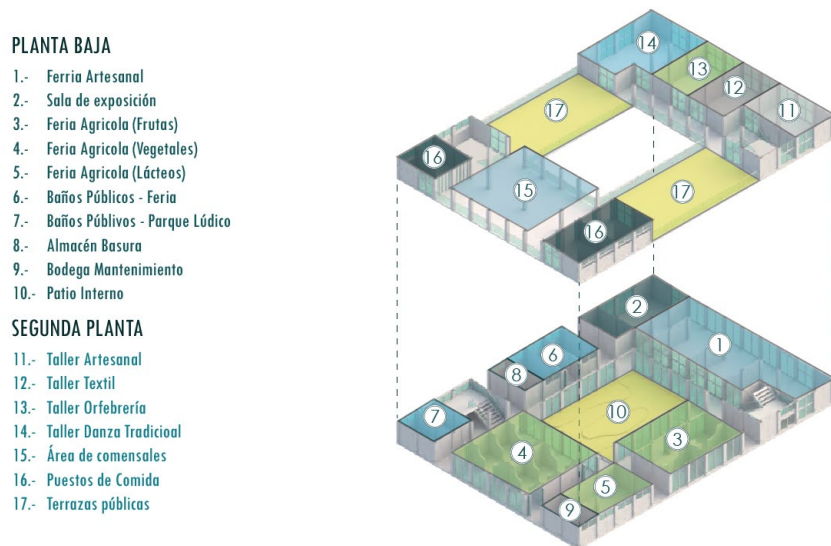 PLANTA BAJA
1.- Ferria Artesanal
2.- Sala de exposición
3.- Feria Agricola (Frutas)
4.- Feria Agricola (Vegetales)
5.- Feria Agricola (Lácteos)
6.- Baños Públicos - Feria
7.- Baños Públivos - Parque Lúdico
8.- Almacén Basura
9.- Bodega Mantenimiento
10.- Patio Interno
SEGUNDA PLANTA
11.- Taller Artesanal
12.- Taller Textil
13.- Taller Orfebrería
14.- Taller Danza Tradicioal
15.- Área de comensales
16.- Puestos de Comida
17.- Terrazas públicas
14
13
12
11
17
16
15
17
16
2
1
6
8
10
7
3
4
5
9